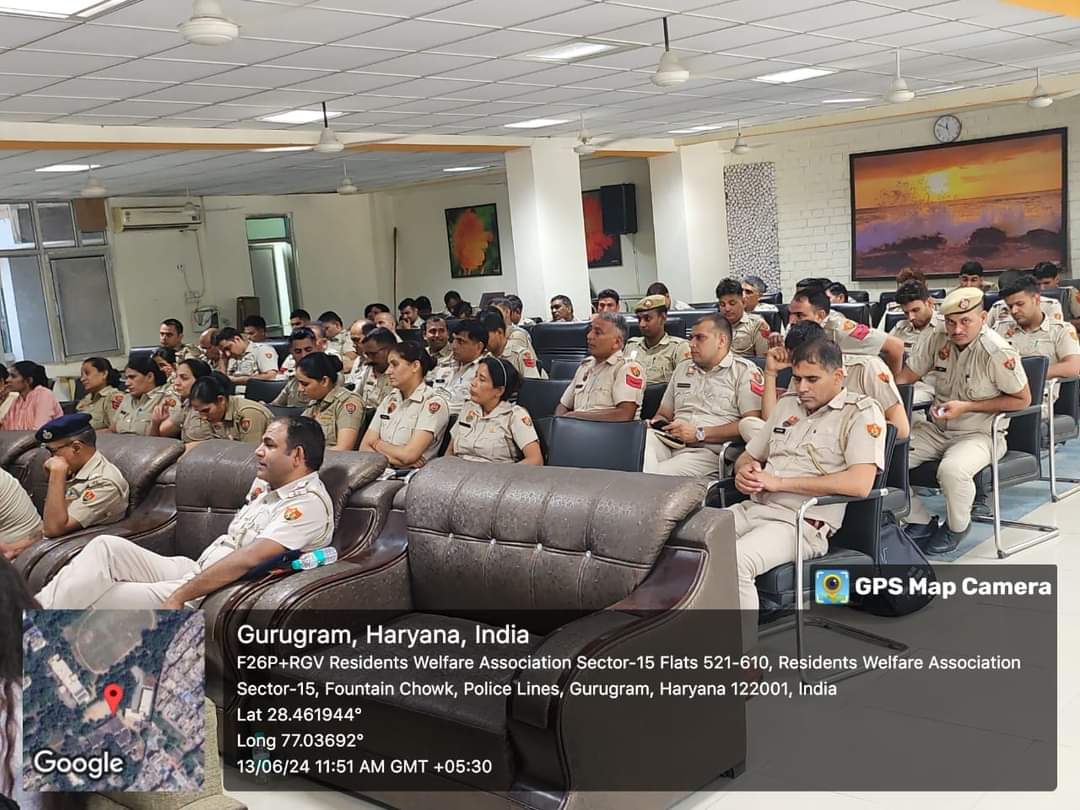 GPS Map Camera
Gurugram, Haryana, India
F26P+RGV Residents Welfare Association Sector-15 Flats 521-610, Residents Welfare Association
Sector-15, Fountain Chowk, Police Lines, Gurugram, Haryana 122001, India
Lat 28.461944°
Long 77.03692°
13/06/24 11:51 AM GMT +05:30
Google